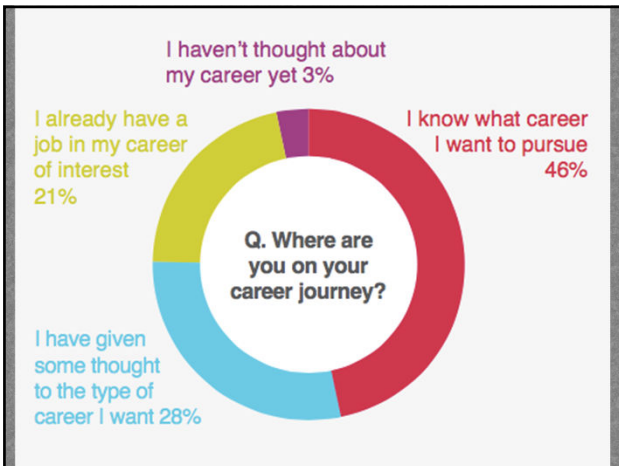 I haven’t thought about
my career yet 3%
I already have a
job in my career
of interest
21%
I know what career
I want to pursue
46%
Q. Where are
you on your
career journey?
I have given
some thought
to the type of
career I want 28%